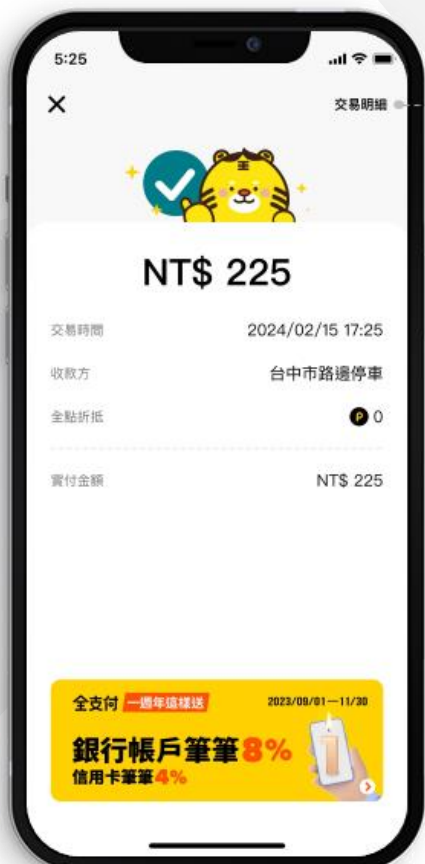 5:25
交易明細
王
NT$ 225
交易時間 2024/02/15 17:25
收款方 台中市路邊停車
全點折抵 P 0
實付金額 NT$ 225
全支付 一週年這樣送 2023/09/01—11/30
銀行帳戶筆筆8%
信用卡筆筆4%